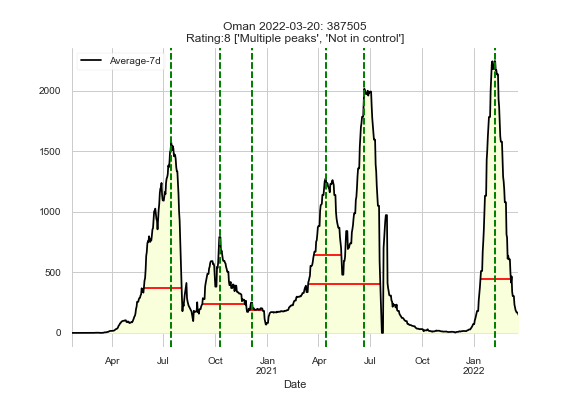 Oman 2022-03-20: 387505
Rating:8 ['Multiple peaks', 'Not in control']
Average-7d
2000
1500
1000
500
0
Apr Jul Oct Jan Apr Jul Oct Jan
2021 2022
Date